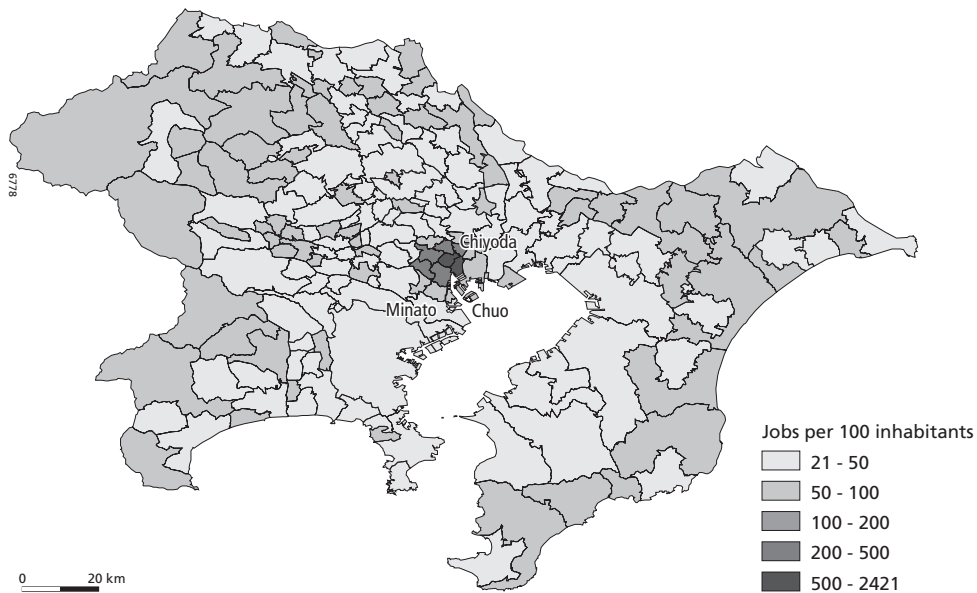 6778
Chiyoda
Minato
Chuo
Jobs per 100 inhabitants
21 - 50
50 - 100
100 - 200
200 - 500
500 - 2421
0 20 km